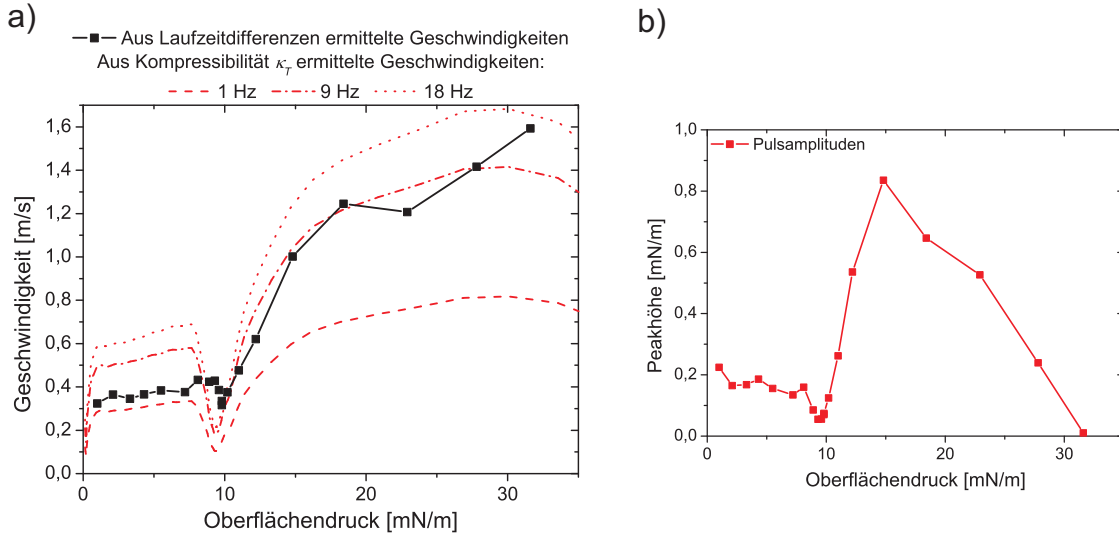 a)
Aus Laufzeitdifferenzen ermittelte Geschwindigkeiten
Aus Kompressibilität κ_T ermittelte Geschwindigkeiten:
1 Hz 9 Hz 18 Hz
1,6
1,4
1,2
1,0
0,8
0,6
0,4
0,2
0,0
Geschwindigkeit [m/s]
0 10 20 30
Oberflächendruck [mN/m]
b)
Pulsamplituden
1,0
0,8
0,6
0,4
0,2
0,0
Peakhöhe [mN/m]
0 10 20 30
Oberflächendruck [mN/m]